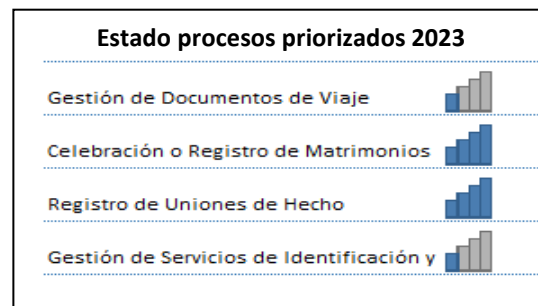 Estado procesos priorizados 2023
Gestión de Documentos de Viaje
Celebración o Registro de Matrimonios
Registro de Uniones de Hecho
Gestión de Servicios de Identificación y